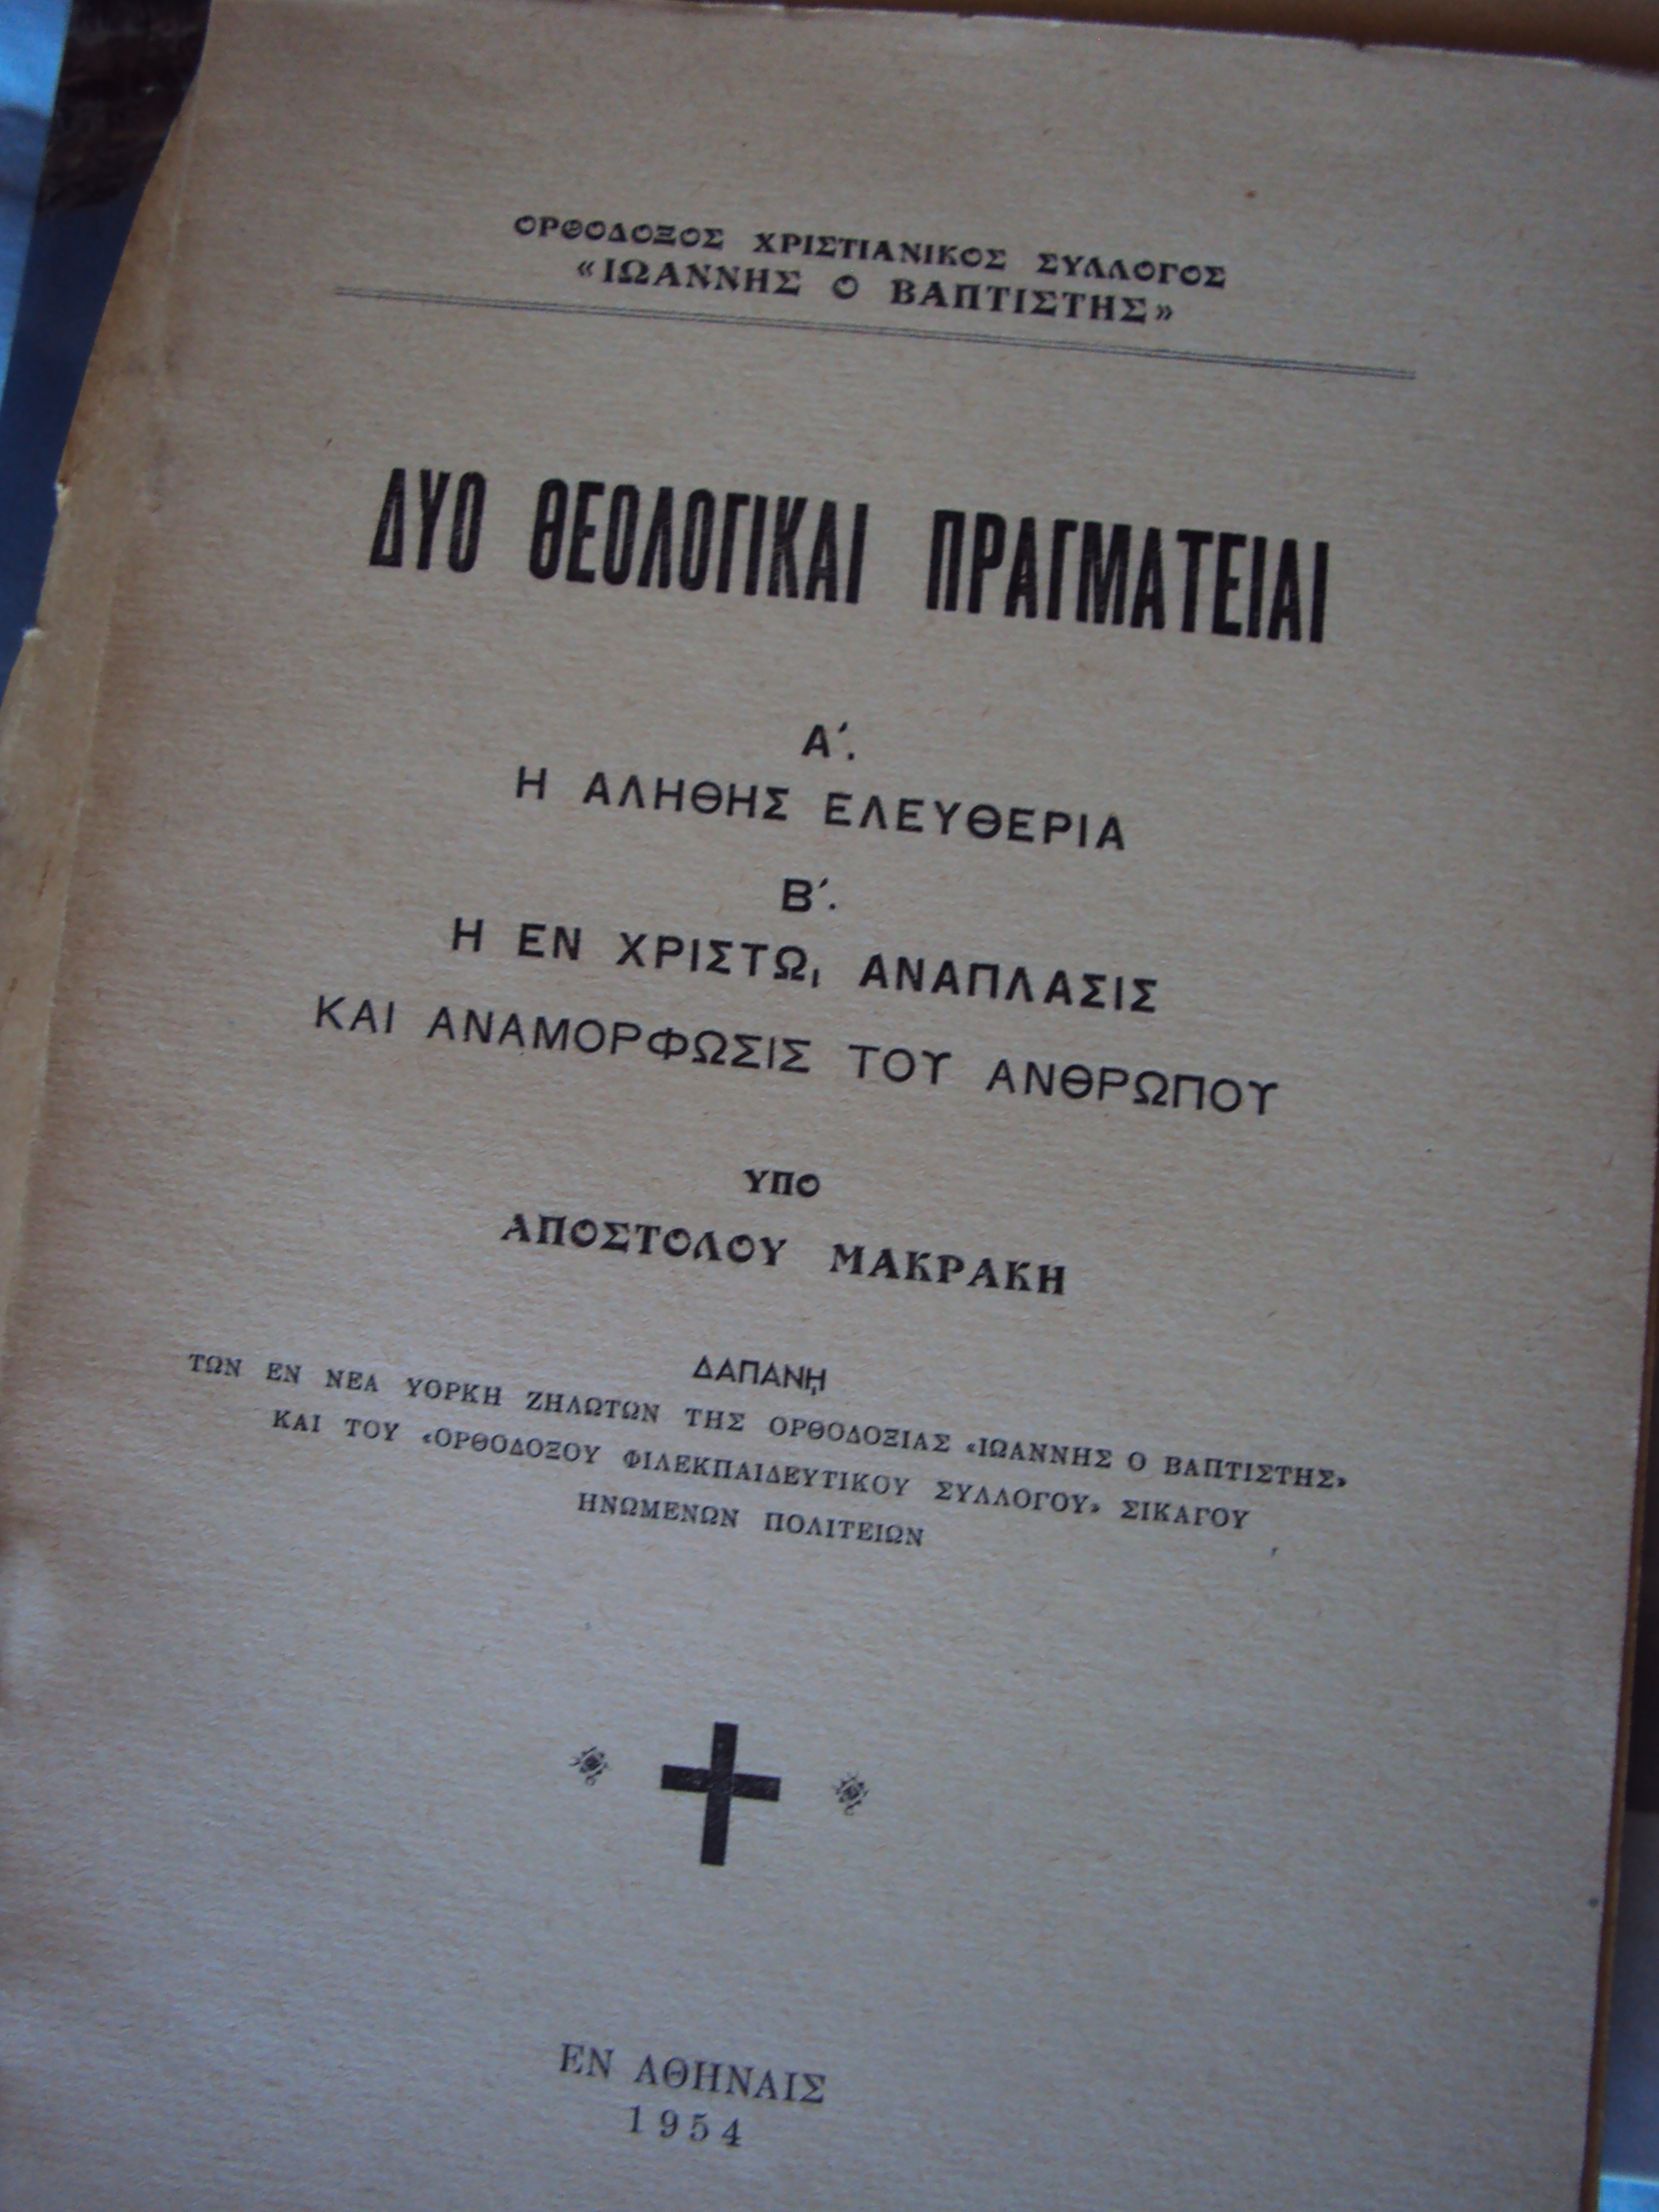 ΟΡΘΟΔΟΞΟΣ ΧΡΙΣΤΙΑΝΙΚΟΣ ΣΥΛΛΟΓΟΣ
«ΙΩΑΝΝΗΣ Ο ΒΑΠΤΙΣΤΗΣ»
ΔΥΟ ΘΕΟΛΟΓΙΚΑΙ ΠΡΑΓΜΑΤΕΙΑΙ
Α΄.
Η ΑΛΗΘΗΣ ΕΛΕΥΘΕΡΙΑ
Β΄.
Η ΕΝ ΧΡΙΣΤΩͺ ΑΝΑΠΛΑΣΙΣ
ΚΑΙ ΑΝΑΜΟΡΦΩΣΙΣ ΤΟΥ ΑΝΘΡΩΠΟΥ
ΥΠΟ
ΑΠΟΣΤΟΛΟΥ ΜΑΚΡΑΚΗ
ΔΑΠΑΝῌ
ΤΩΝ ΕΝ ΝΕΑ ΥΟΡΚΗ ΖΗΛΩΤΩΝ ΤΗΣ ΟΡΘΟΔΟΞΙΑΣ «ΙΩΑΝΝΗΣ Ο ΒΑΠΤΙΣΤΗΣ»
ΚΑΙ ΤΟΥ «ΟΡΘΟΔΟΞΟΥ ΦΙΛΕΚΠΑΙΔΕΥΤΙΚΟΥ ΣΥΛΛΟΓΟΥ» ΣΙΚΑΓΟΥ
ΗΝΩΜΕΝΩΝ ΠΟΛΙΤΕΙΩΝ
ΕΝ ΑΘΗΝΑΙΣ
1954